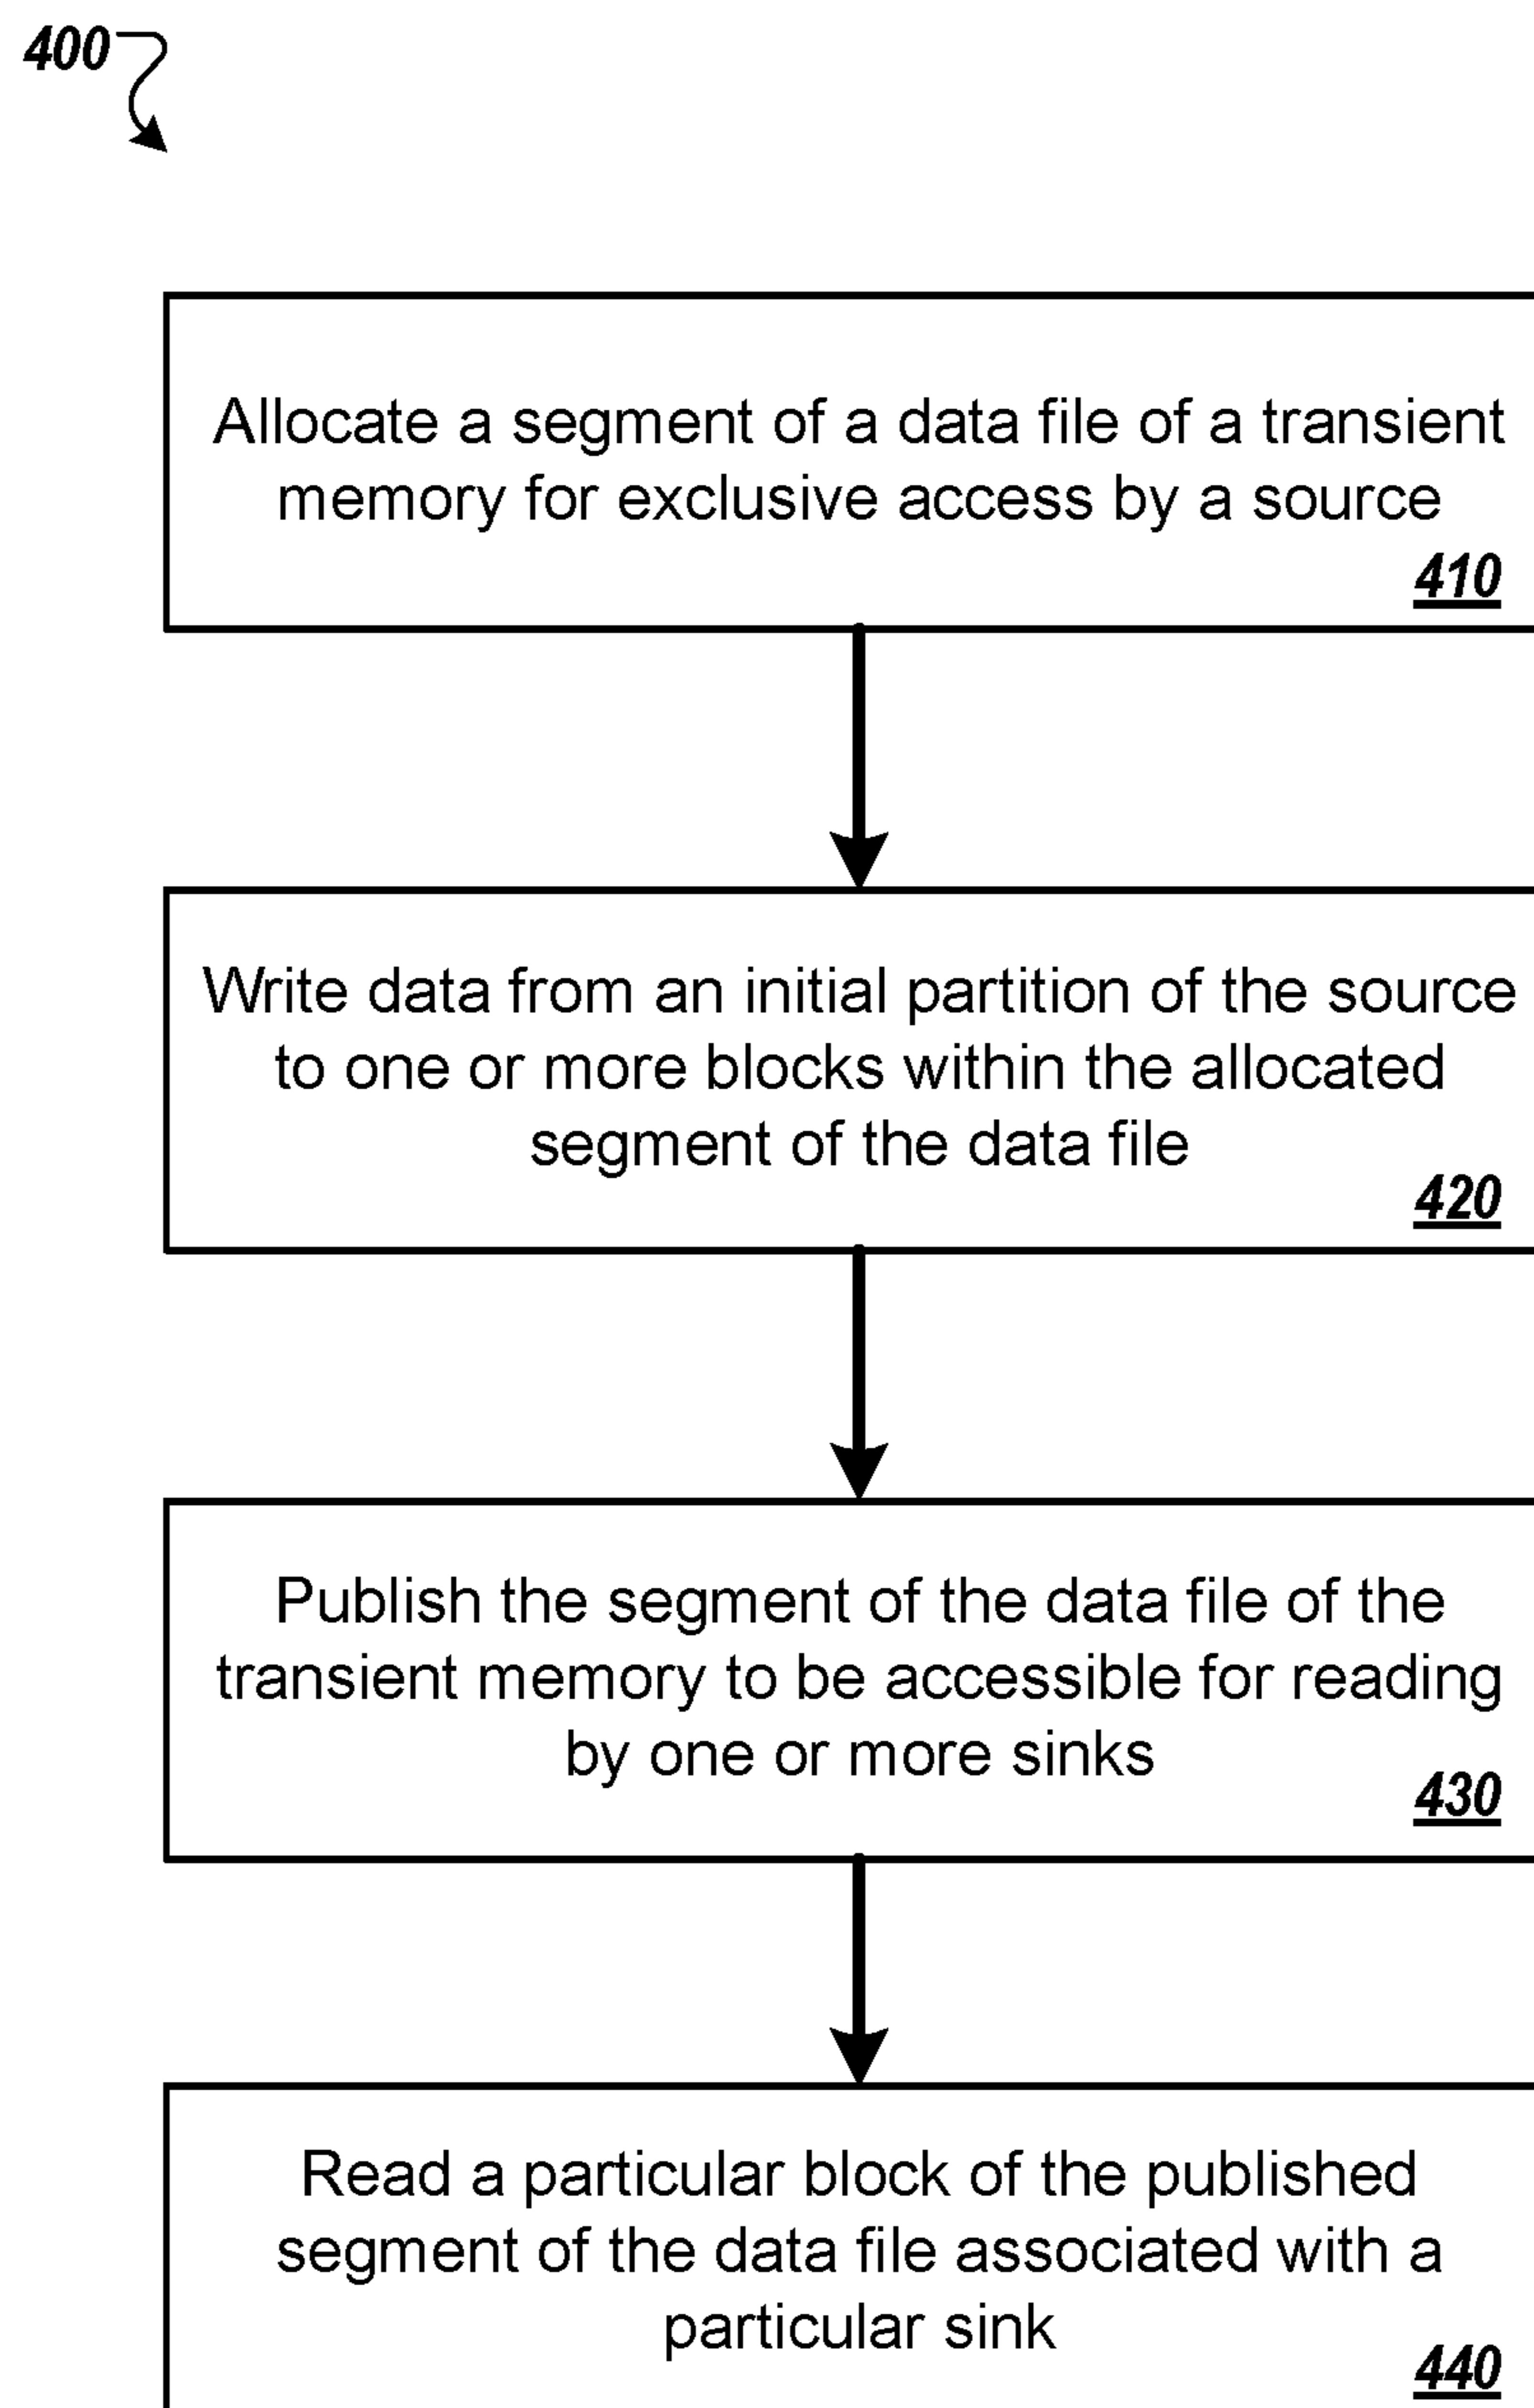 400
Allocate a segment of a data file of a transient
memory for exclusive access by a source
410
Write data from an initial partition of the source
to one or more blocks within the allocated
segment of the data file
420
Publish the segment of the data file of the
transient memory to be accessible for reading
by one or more sinks
430
Read a particular block of the published
segment of the data file associated with a
particular sink
440